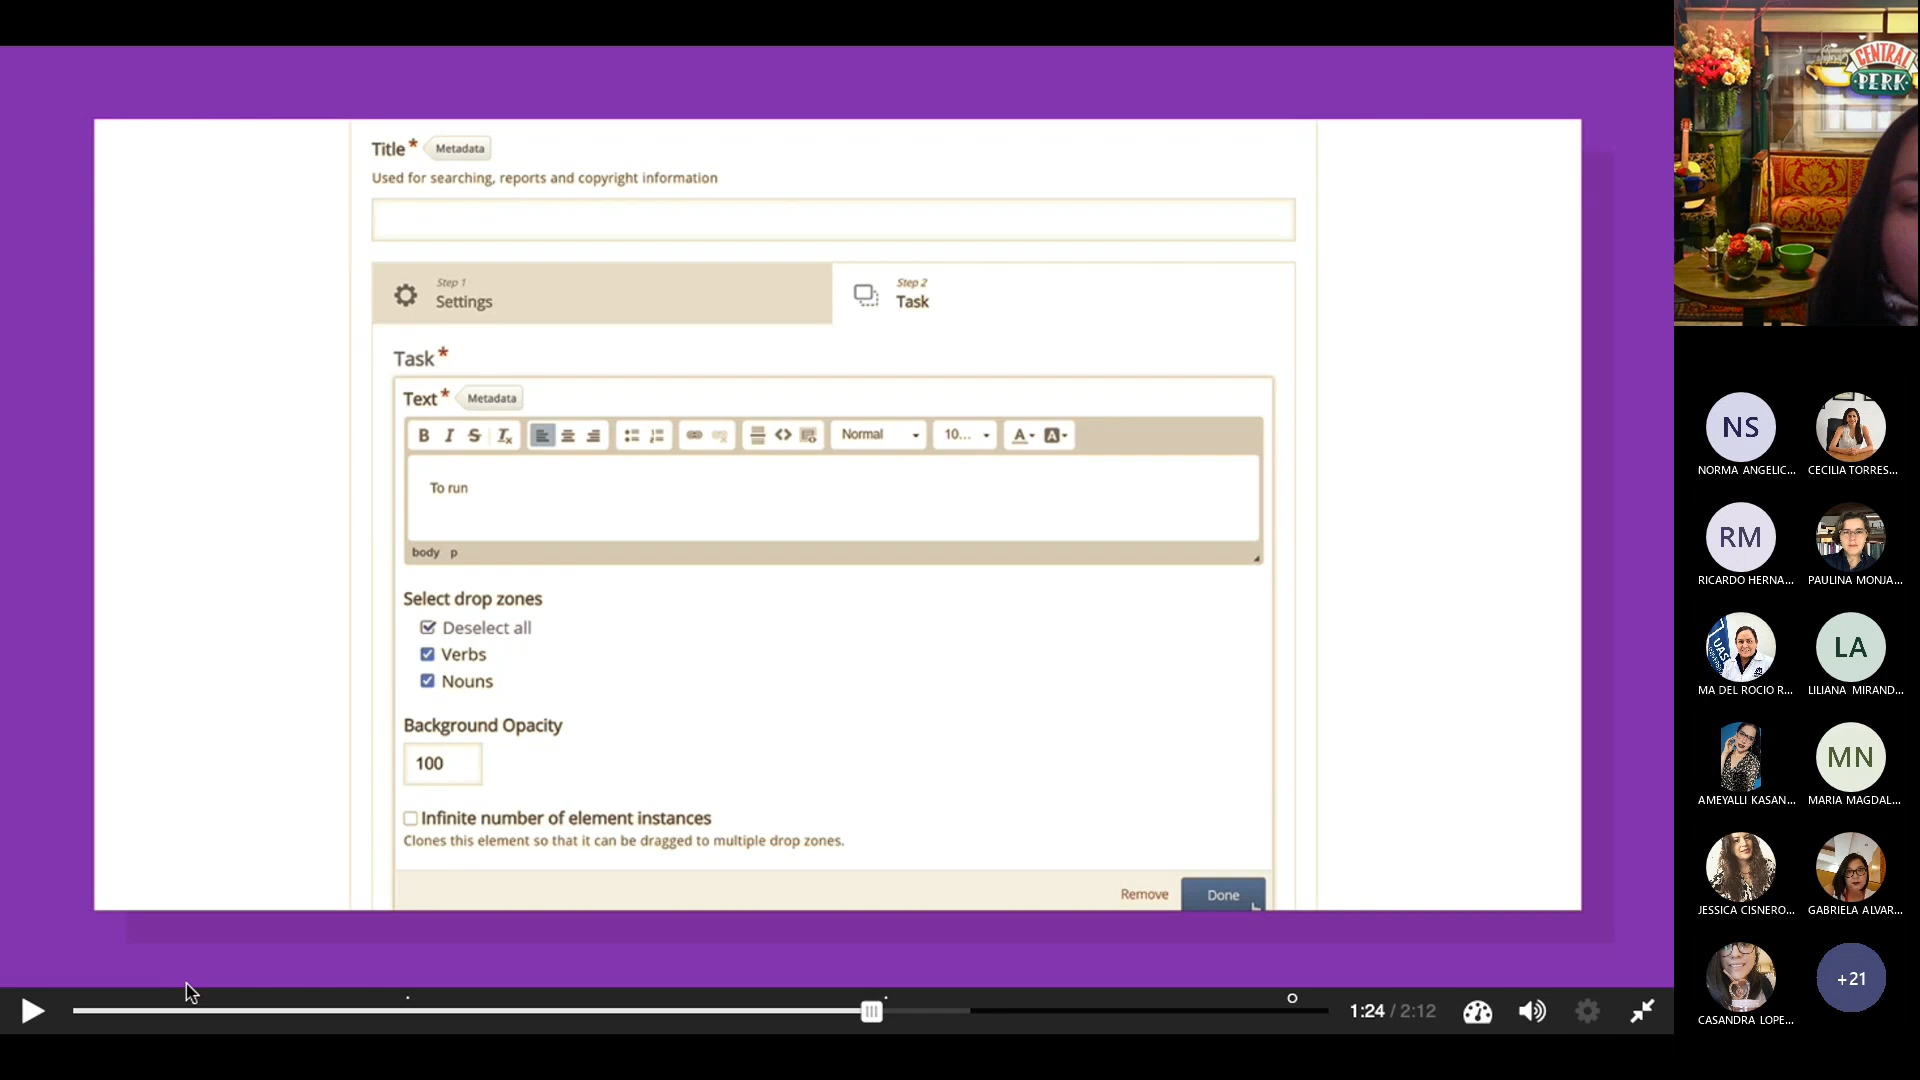 Title * Metadata
Used for searching, reports and copyright information
Step 1
Settings
Step 2
Task
Task *
Text * Metadata
B I S Tx
Normal
10...
A A
To run
body p
Select drop zones
Deselect all
Verbs
Nouns
Background Opacity
100
Infinite number of element instances
Clones this element so that it can be dragged to multiple drop zones.
Remove
Done
1:24 / 2:12
CENTRAL
PERK
NS
NORMA ANGELIC...
CECILIA TORRES...
RM
RICARDO HERNA...
PAULINA MONJA...
UAS
MA DEL ROCIO R...
LA
LILIANA MIRAND...
AMEYALLI KASAN...
MN
MARIA MAGDAL...
JESSICA CISNERO...
GABRIELA ALVAR...
CASANDRA LOPE...
+21